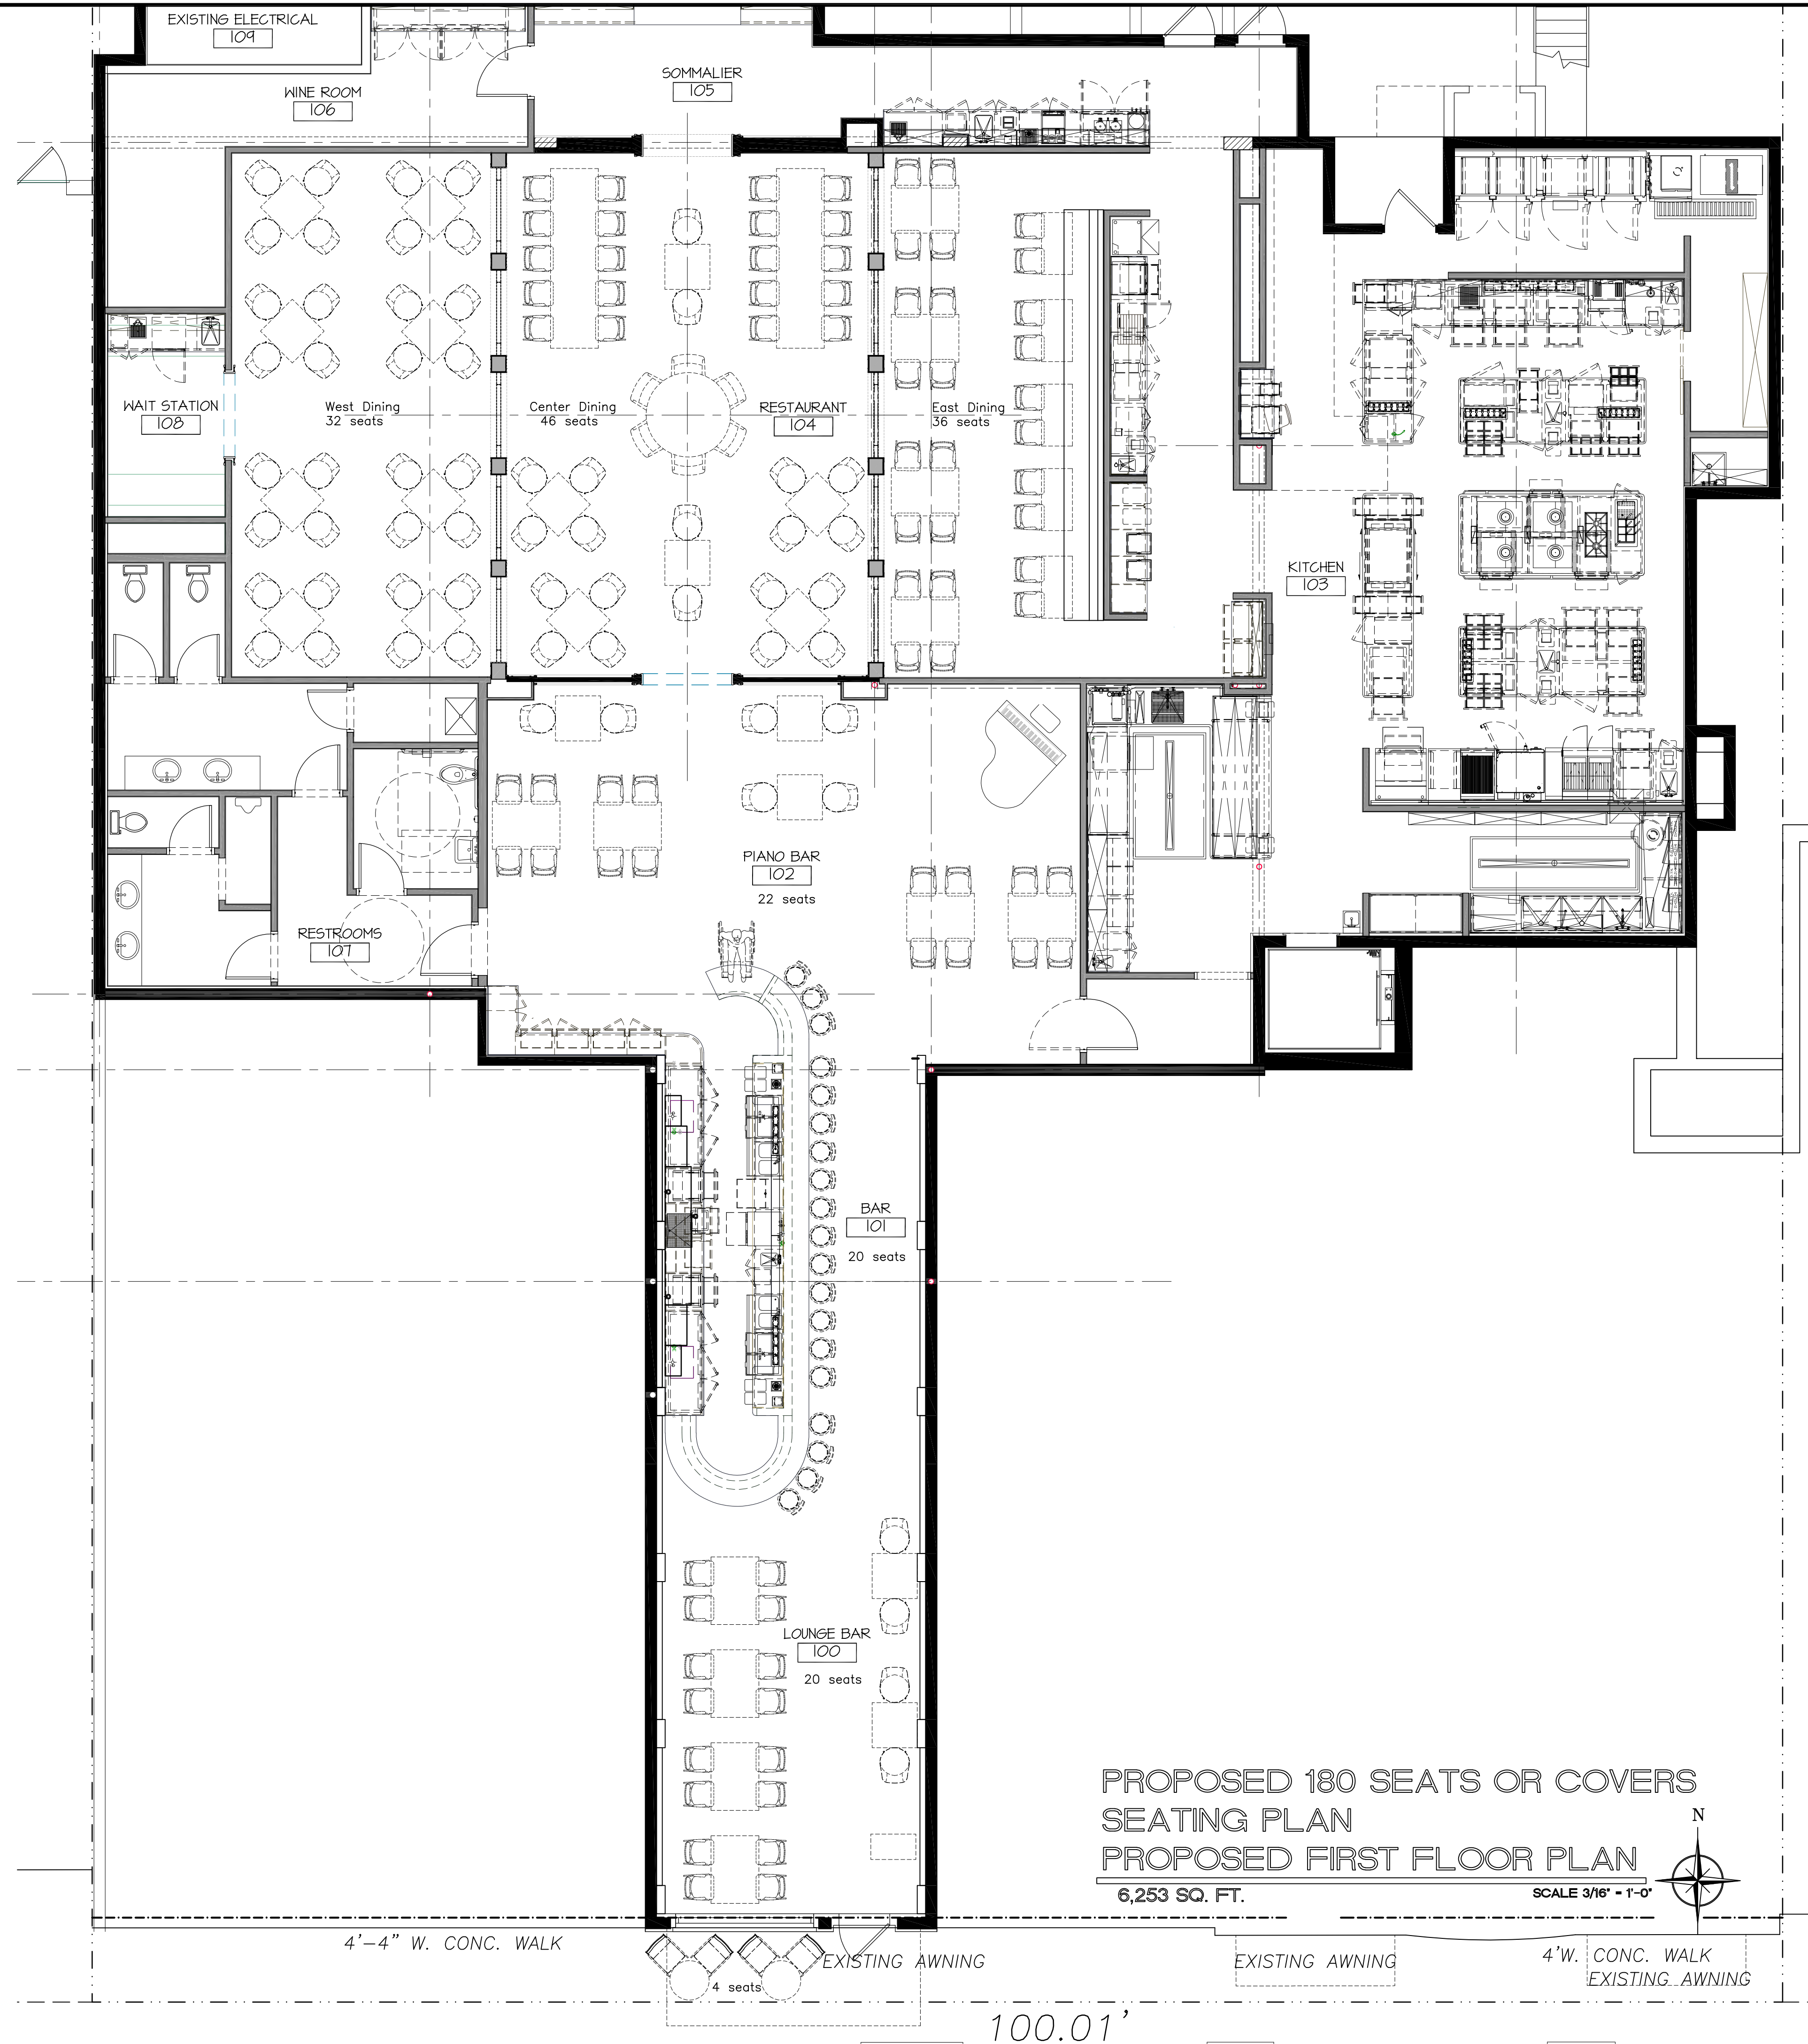 EXISTING ELECTRICAL
109
WINE ROOM
106
SOMMALIER
105
WAIT STATION
108
West Dining
32 seats
Center Dining
46 seats
RESTAURANT
104
East Dining
36 seats
KITCHEN
103
PIANO BAR
102
22 seats
RESTROOMS
107
BAR
101
20 seats
LOUNGE BAR
100
20 seats
PROPOSED 180 SEATS OR COVERS
SEATING PLAN
PROPOSED FIRST FLOOR PLAN
6,253 SQ. FT.
SCALE 3/16" = 1'-0"
N
4'-4" W. CONC. WALK
EXISTING AWNING
EXISTING AWNING
4'W. CONC. WALK
EXISTING AWNING
4 seats
100.01'